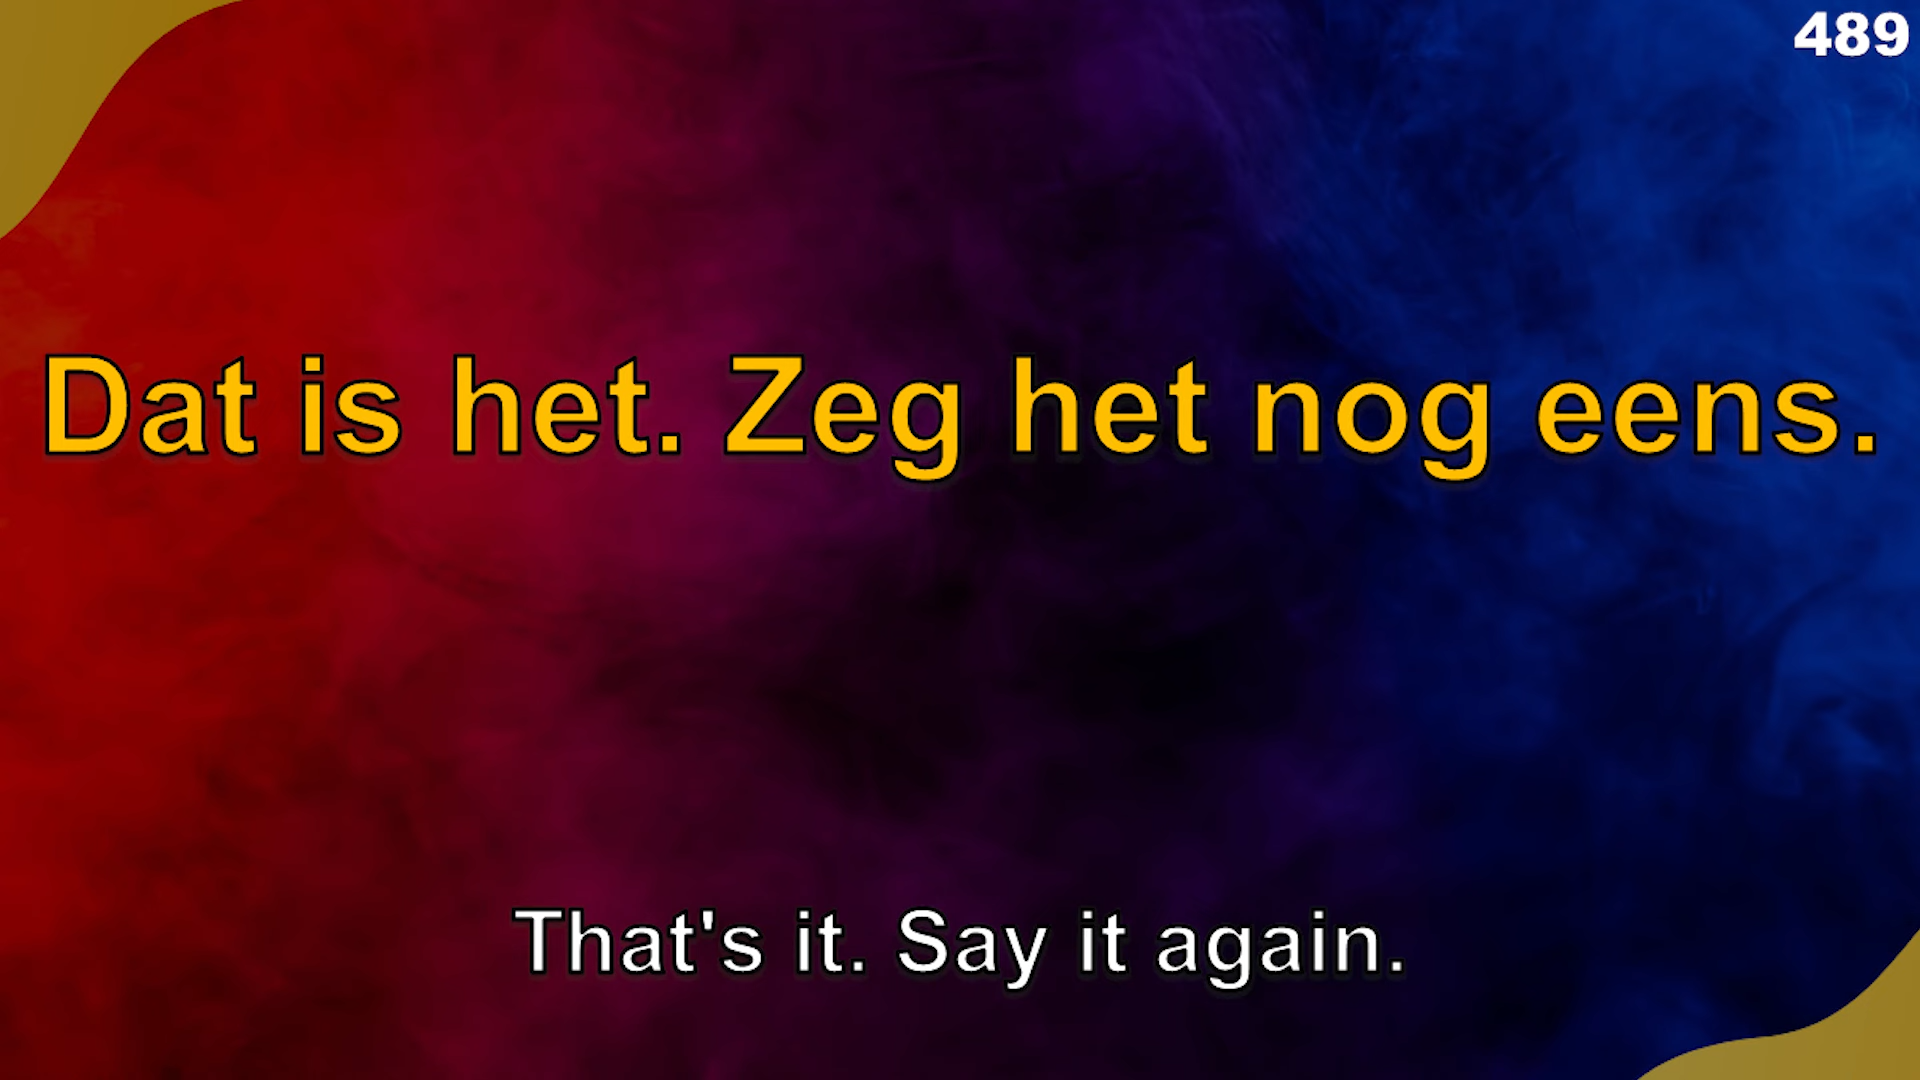 489
Dat is het. Zeg het nog eens.
That's it. Say it again.